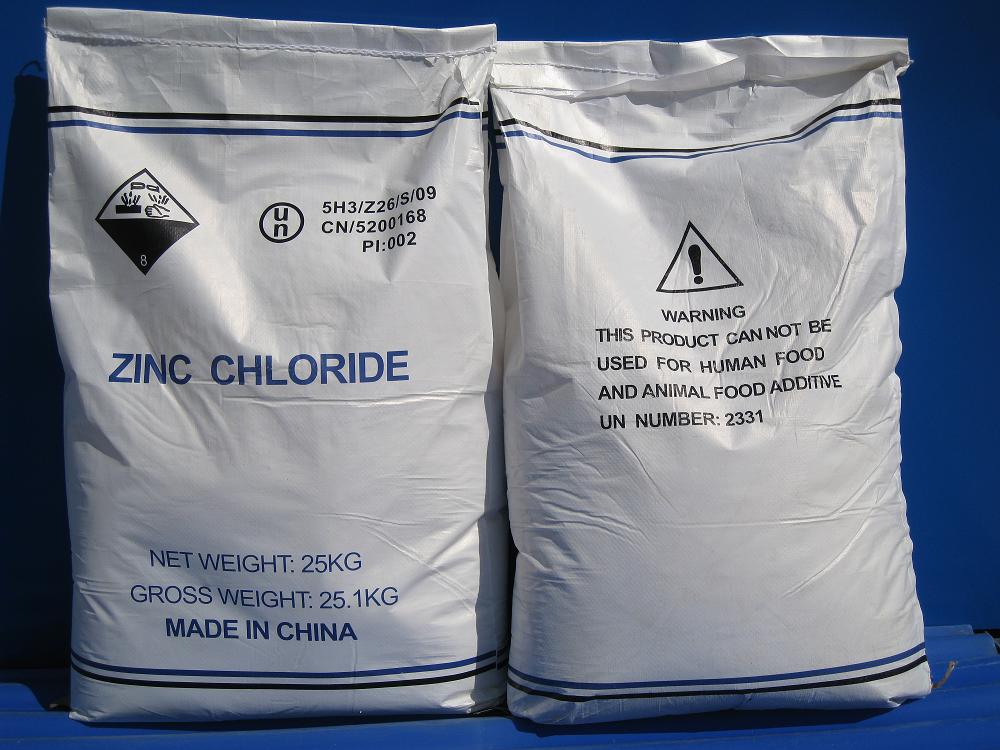 8
un
5H3/Z26/S/09
CN/5200168
PI:002
ZINC CHLORIDE
NET WEIGHT: 25KG
GROSS WEIGHT: 25.1KG
MADE IN CHINA
!
WARNING
THIS PRODUCT CAN NOT BE
USED FOR HUMAN FOOD
AND ANIMAL FOOD ADDITIVE
UN NUMBER: 2331